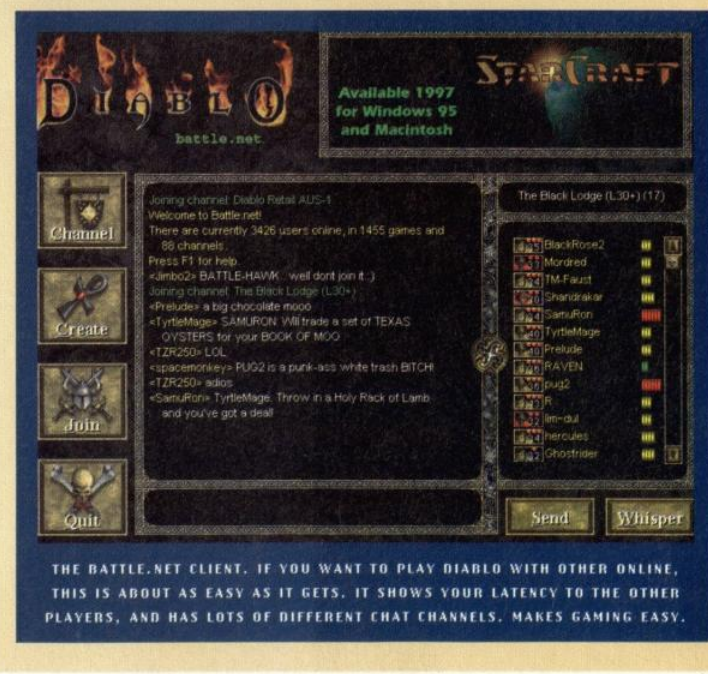 DIABLO
battle.net
Available 1997
for Windows 95
and Macintosh
STARCRAFT
Channel
Create
Join
Quit
Joining channel: Diablo Retail AUS-1
Welcome to Battle.net!
There are currently 3426 users online, in 1455 games and
88 channels.
Press F1 for help.
<Jimbo2> BATTLE-HAWK... well dont join it :)
Joining channel: The Black Lodge (L30+)
<Prelude> a big chocolate mooo
<TyrtleMage> SAMURON: Will trade a set of TEXAS
OYSTERS for your BOOK OF MOO
<TZR250> LOL
<spacemonkey> PUG2 is a punk-ass white trash BITCH!
<TZR250> adios
<SamuRon> TyrtleMage: Throw in a Holy Rack of Lamb
and you've got a deal!
The Black Lodge (L30+) (17)
BlackRose2
Mordred
TM-Faust
Shandrakar
SamuRon
TyrtleMage
Prelude
RAVEN
pug2
R
lim-dul
hercules
Ghostrider
Send
Whisper
THE BATTLE.NET CLIENT. IF YOU WANT TO PLAY DIABLO WITH OTHER ONLINE,
THIS IS ABOUT AS EASY AS IT GETS. IT SHOWS YOUR LATENCY TO THE OTHER
PLAYERS, AND HAS LOTS OF DIFFERENT CHAT CHANNELS. MAKES GAMING EASY.